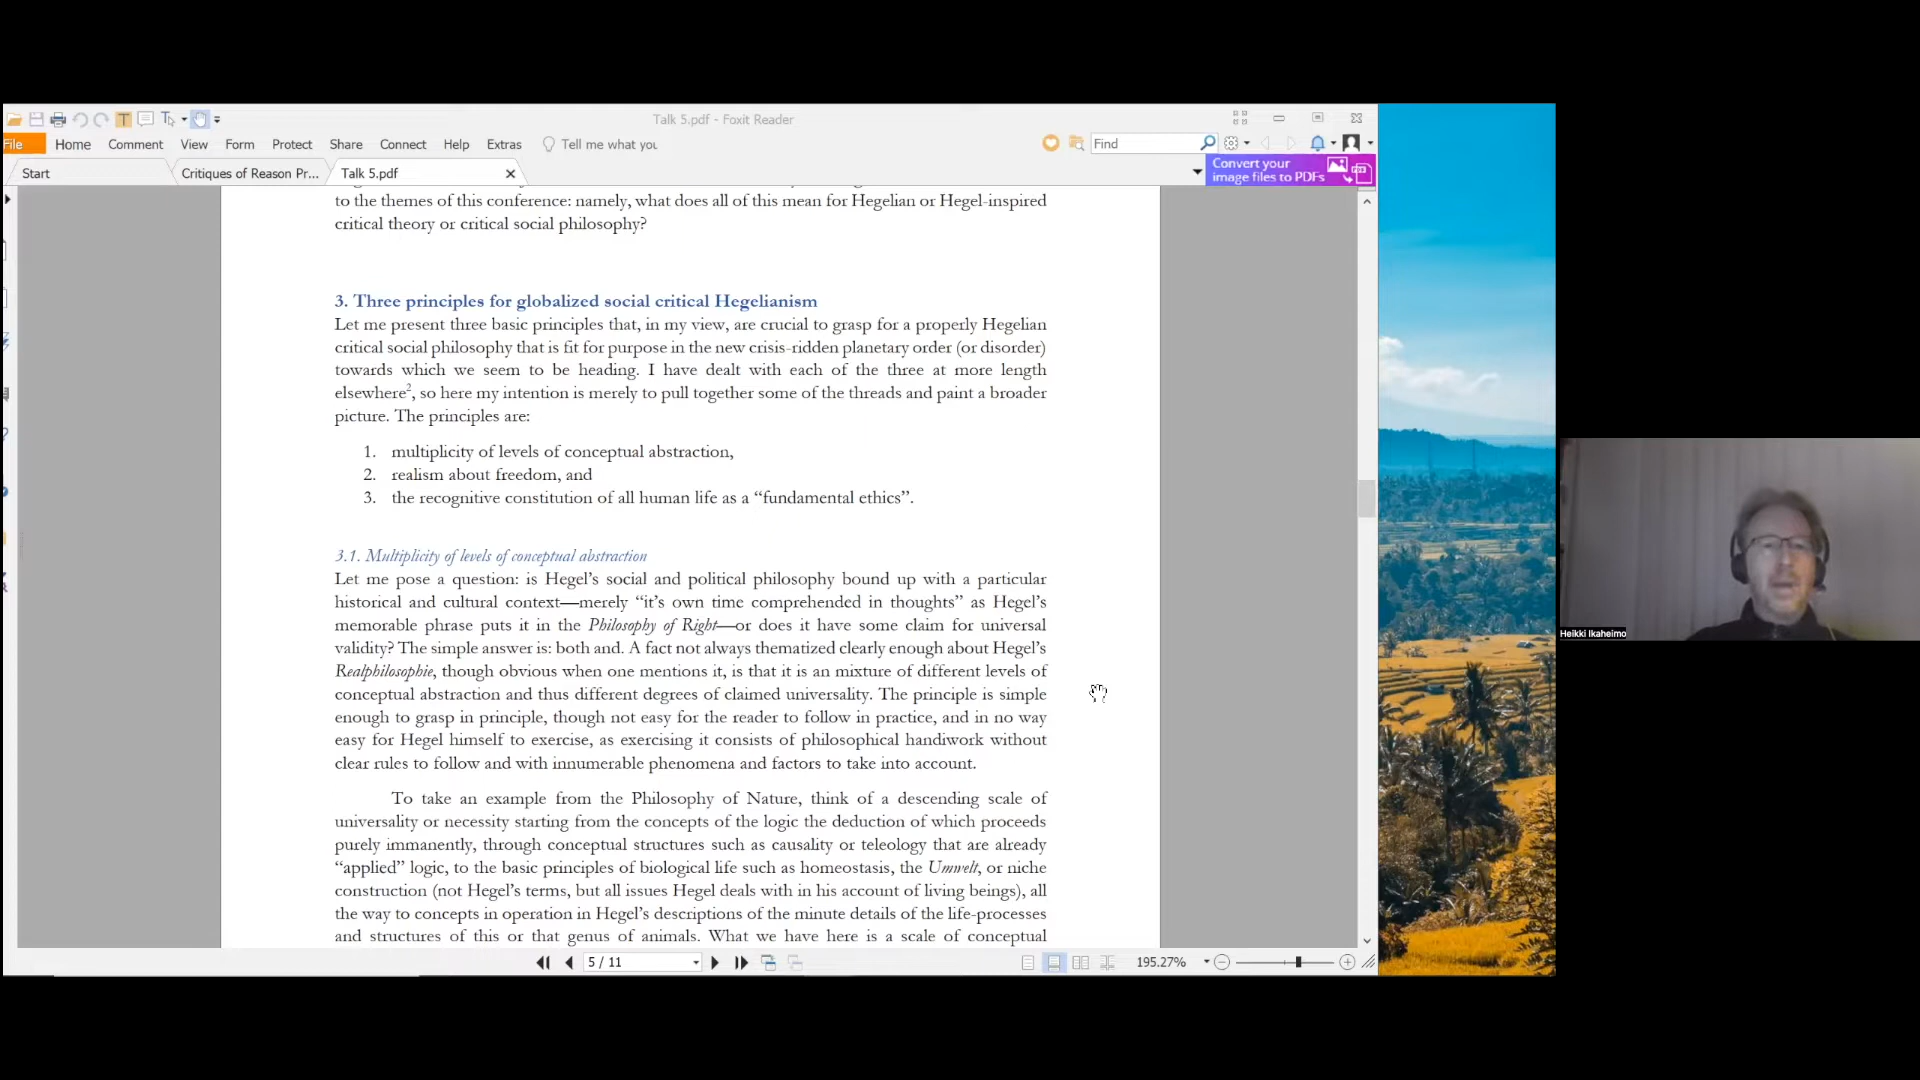 Talk 5.pdf - Foxit Reader
File Home Comment View Form Protect Share Connect Help Extras Tell me what you Find
Convert your
image files to PDFs
Start Critiques of Reason Pr... Talk 5.pdf
to the themes of this conference: namely, what does all of this mean for Hegelian or Hegel-inspired
critical theory or critical social philosophy?
3. Three principles for globalized social critical Hegelianism
Let me present three basic principles that, in my view, are crucial to grasp for a properly Hegelian
critical social philosophy that is fit for purpose in the new crisis-ridden planetary order (or disorder)
towards which we seem to be heading. I have dealt with each of the three at more length
elsewhere², so here my intention is merely to pull together some of the threads and paint a broader
picture. The principles are:
1. multiplicity of levels of conceptual abstraction,
2. realism about freedom, and
3. the recognitive constitution of all human life as a “fundamental ethics”.
3.1. Multiplicity of levels of conceptual abstraction
Let me pose a question: is Hegel’s social and political philosophy bound up with a particular
historical and cultural context—merely “it’s own time comprehended in thoughts” as Hegel’s
memorable phrase puts it in the Philosophy of Right—or does it have some claim for universal
validity? The simple answer is: both and. A fact not always thematized clearly enough about Hegel’s
Realphilosophie, though obvious when one mentions it, is that it is an mixture of different levels of
conceptual abstraction and thus different degrees of claimed universality. The principle is simple
enough to grasp in principle, though not easy for the reader to follow in practice, and in no way
easy for Hegel himself to exercise, as exercising it consists of philosophical handiwork without
clear rules to follow and with innumerable phenomena and factors to take into account.
To take an example from the Philosophy of Nature, think of a descending scale of
universality or necessity starting from the concepts of the logic the deduction of which proceeds
purely immanently, through conceptual structures such as causality or teleology that are already
“applied” logic, to the basic principles of biological life such as homeostasis, the Umwelt, or niche
construction (not Hegel’s terms, but all issues Hegel deals with in his account of living beings), all
the way to concepts in operation in Hegel’s descriptions of the minute details of the life-processes
and structures of this or that genus of animals. What we have here is a scale of conceptual
5 / 11 195.27%
Heikki Ikaheimo